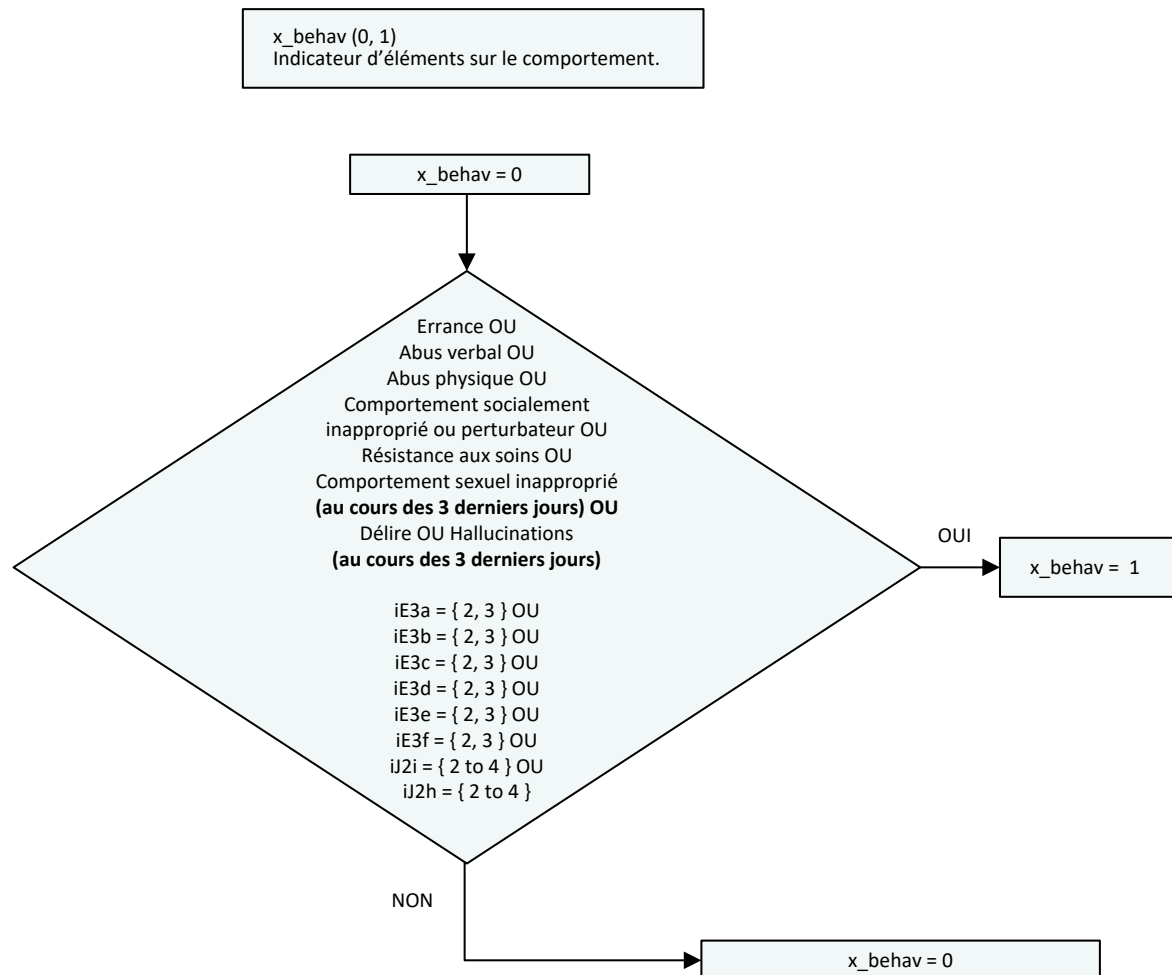 x_behav (0, 1)
Indicateur d’éléments sur le comportement.
x_behav = 0
Errance OU
Abus verbal OU
Abus physique OU
Comportement socialement
inapproprié ou perturbateur OU
Résistance aux soins OU
Comportement sexuel inapproprié
(au cours des 3 derniers jours) OU
Délire OU Hallucinations
(au cours des 3 derniers jours)
iE3a = { 2, 3 } OU
iE3b = { 2, 3 } OU
iE3c = { 2, 3 } OU
iE3d = { 2, 3 } OU
iE3e = { 2, 3 } OU
iE3f = { 2, 3 } OU
iJ2i = { 2 to 4 } OU
iJ2h = { 2 to 4 }
OUI
x_behav = 1
NON
x_behav = 0